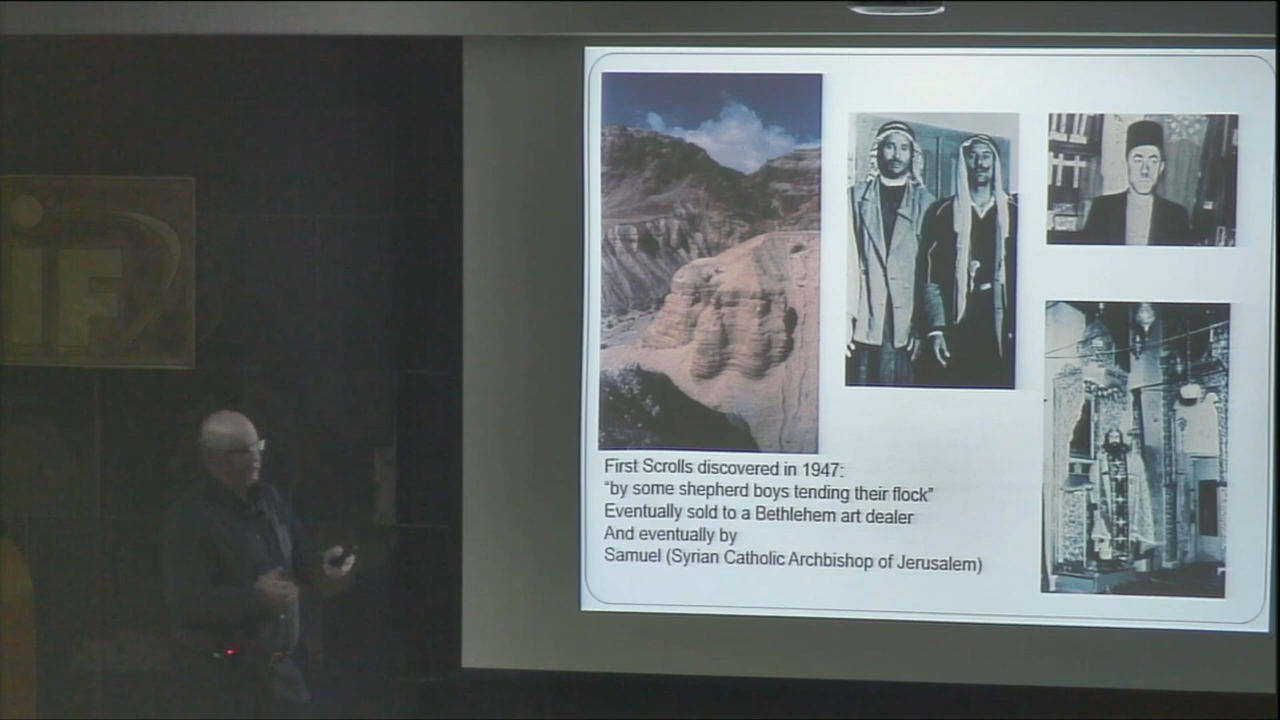 iF
First Scrolls discovered in 1947:
“by some shepherd boys tending their flock”
Eventually sold to a Bethlehem art dealer
And eventually by
Samuel (Syrian Catholic Archbishop of Jerusalem)